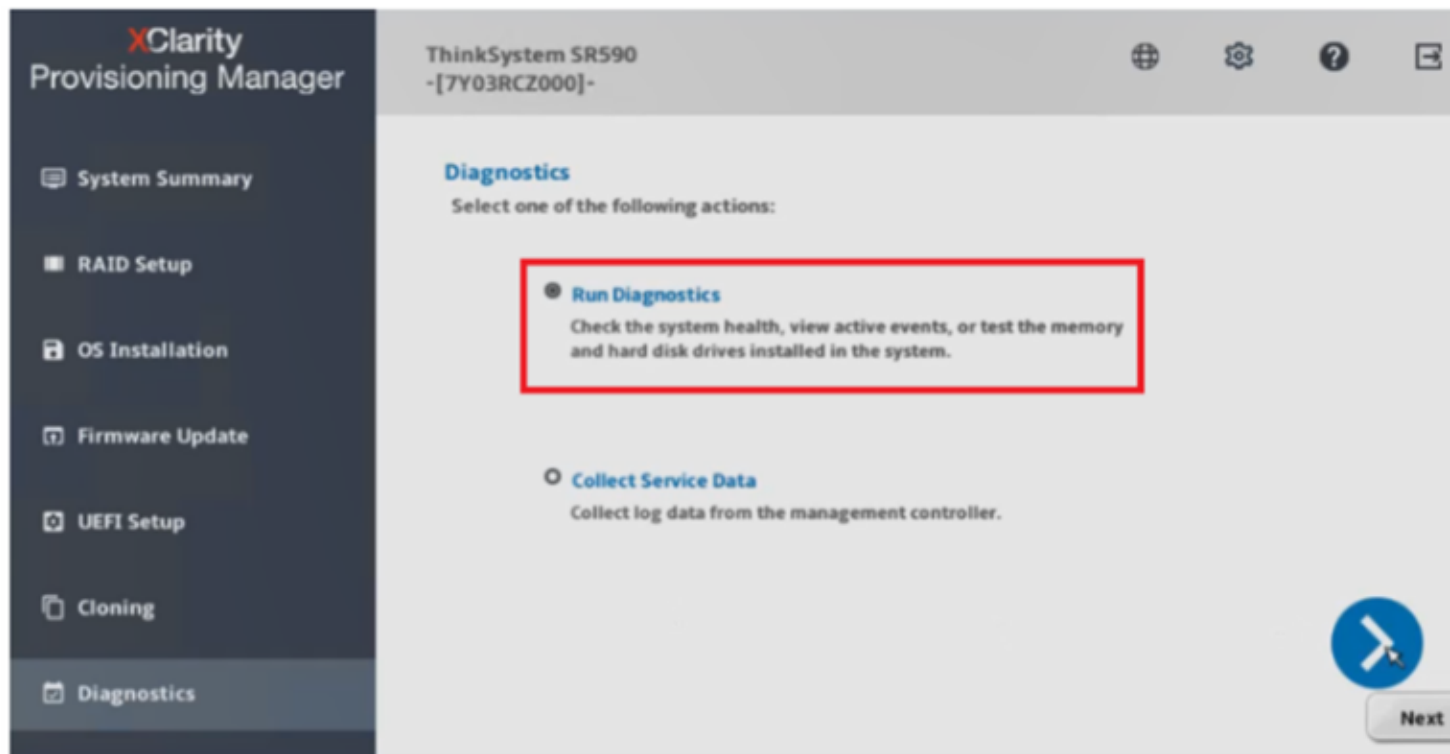 XClarity
Provisioning Manager
System Summary
RAID Setup
OS Installation
Firmware Update
UEFI Setup
Cloning
Diagnostics
ThinkSystem SR590
-[7Y03RCZ000]-
Diagnostics
Select one of the following actions:
Run Diagnostics
Check the system health, view active events, or test the memory
and hard disk drives installed in the system.
Collect Service Data
Collect log data from the management controller.
Next